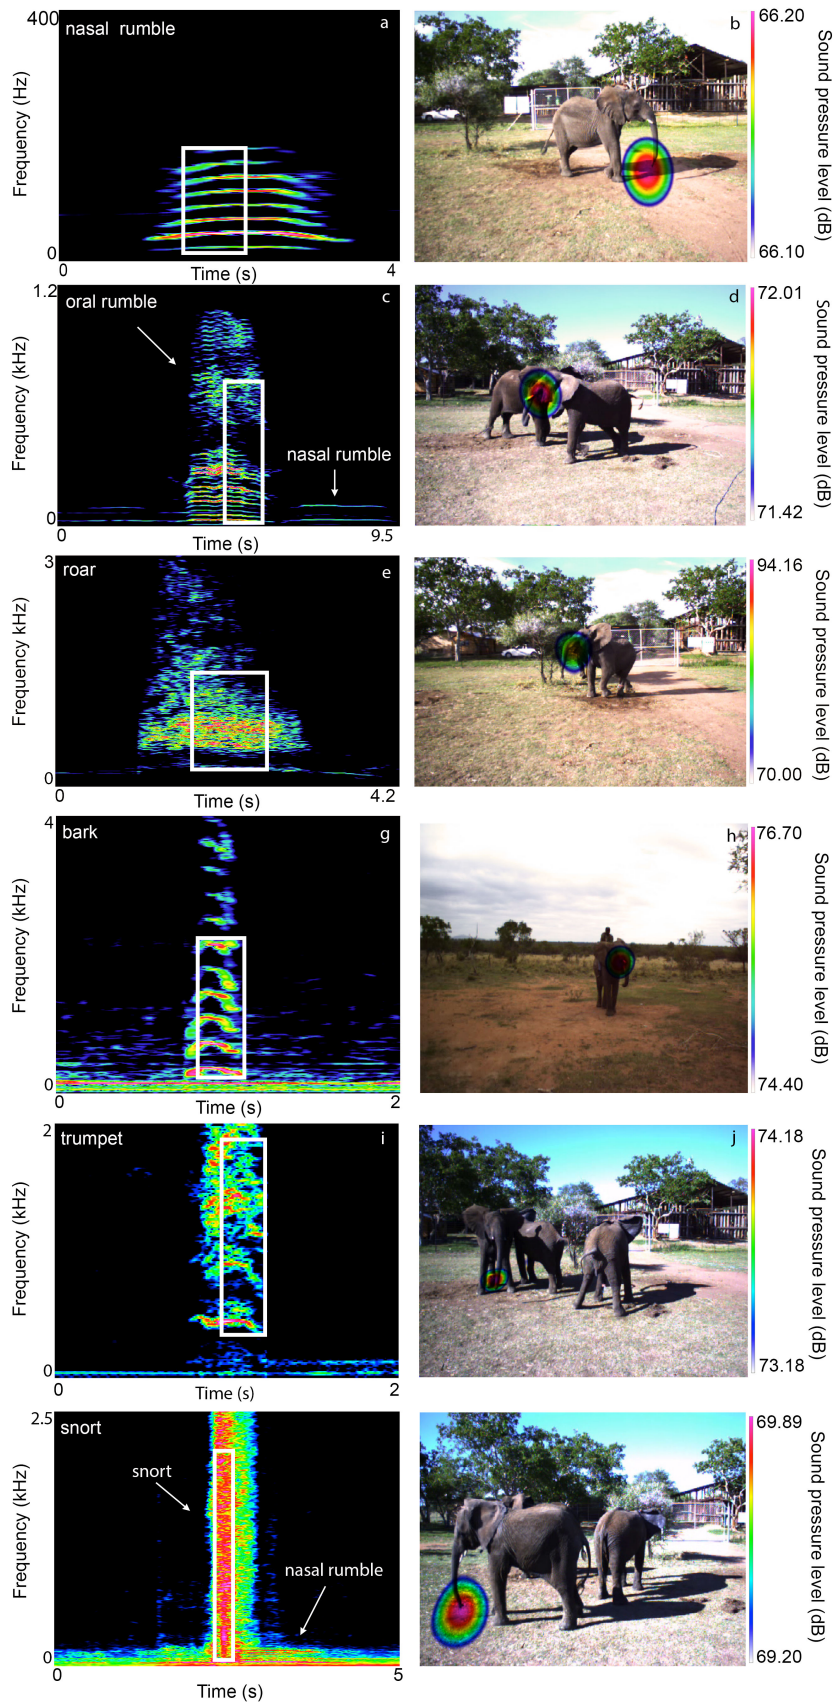 400
nasal rumble
a
Frequency (Hz)
0
0
4
Time (s)
b
66.20
Sound pressure level (dB)
66.10
1.2
oral rumble
c
nasal rumble
Frequency (kHz)
0
0
9.5
Time (s)
d
72.01
Sound pressure level (dB)
71.42
3
roar
e
Frequency kHz)
0
0
4.2
Time (s)
f
94.16
Sound pressure level (dB)
70.00
4
bark
g
Frequency (kHz)
0
0
2
Time (s)
h
76.70
Sound pressure level (dB)
74.40
2
trumpet
i
Frequency (kHz)
0
0
2
Time (s)
j
74.18
Sound pressure level (dB)
73.18
2.5
snort
snort
nasal rumble
Frequency (kHz)
0
0
5
Time (s)
69.89
Sound pressure level (dB)
69.20